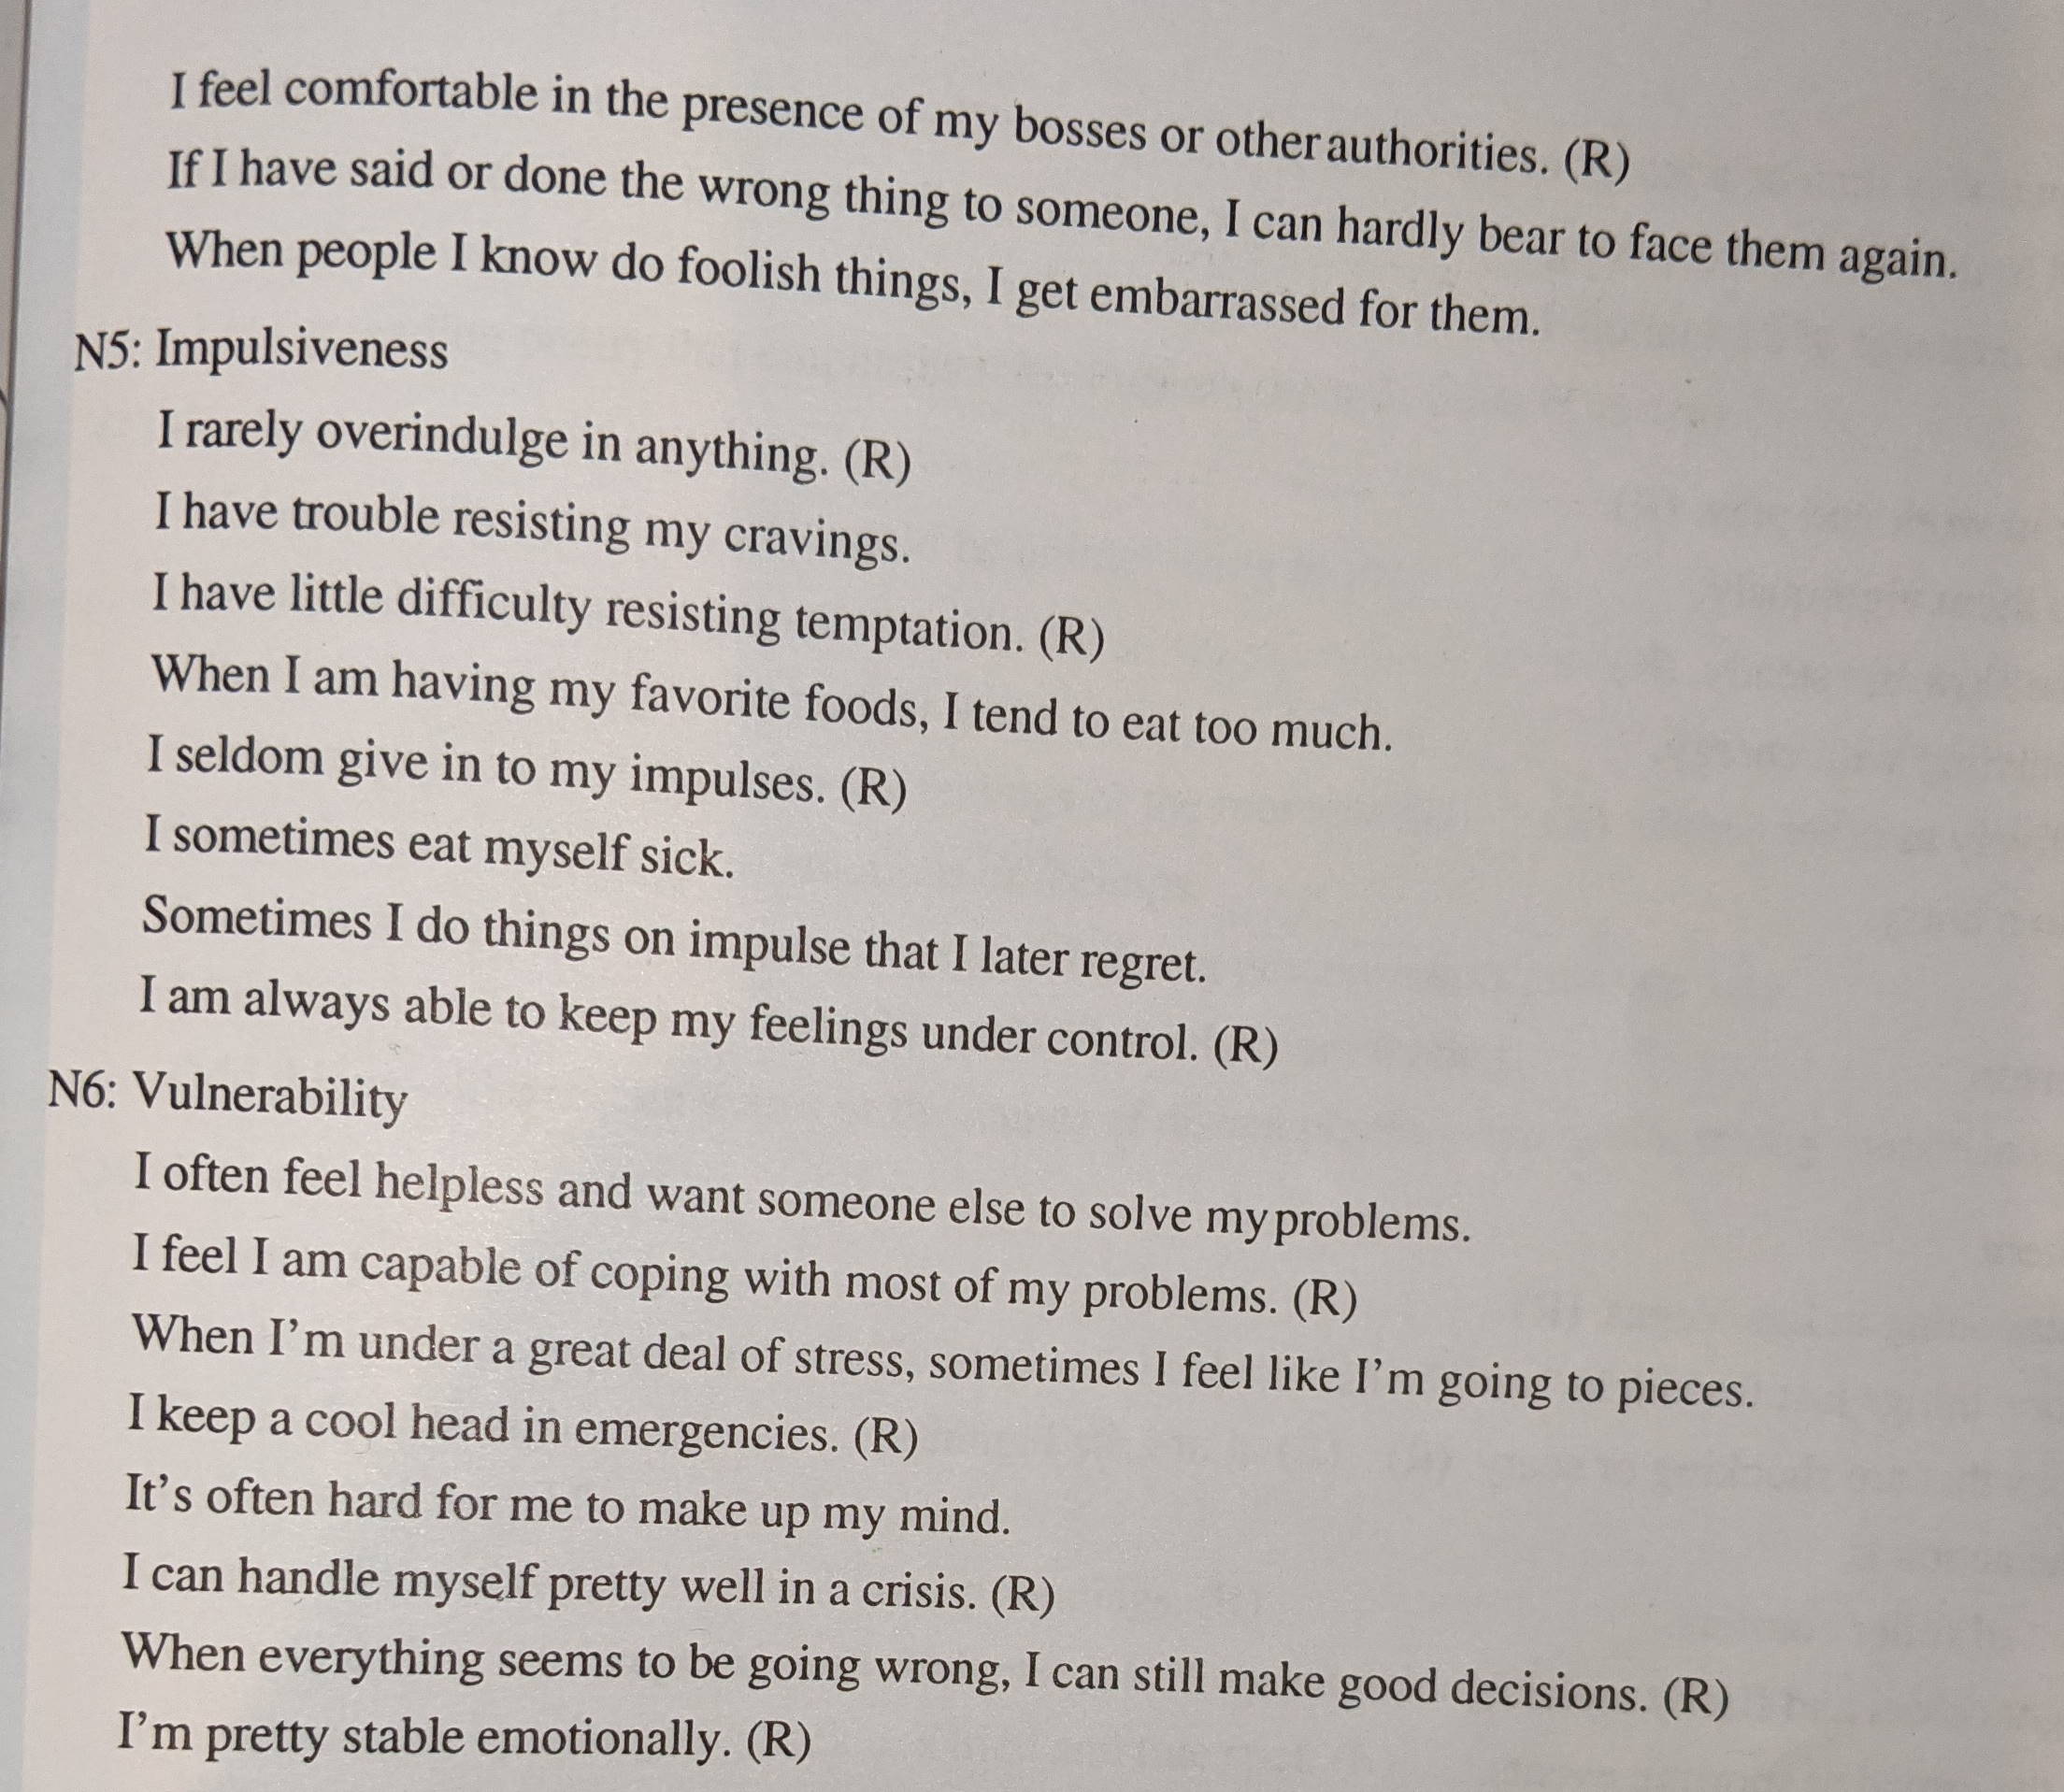 I feel comfortable in the presence of my bosses or other authorities. (R)
If I have said or done the wrong thing to someone, I can hardly bear to face them again.
When people I know do foolish things, I get embarrassed for them.
N5: Impulsiveness
I rarely overindulge in anything. (R)
I have trouble resisting my cravings.
I have little difficulty resisting temptation. (R)
When I am having my favorite foods, I tend to eat too much.
I seldom give in to my impulses. (R)
I sometimes eat myself sick.
Sometimes I do things on impulse that I later regret.
I am always able to keep my feelings under control. (R)
N6: Vulnerability
I often feel helpless and want someone else to solve my problems.
I feel I am capable of coping with most of my problems. (R)
When I’m under a great deal of stress, sometimes I feel like I’m going to pieces.
I keep a cool head in emergencies. (R)
It’s often hard for me to make up my mind.
I can handle myself pretty well in a crisis. (R)
When everything seems to be going wrong, I can still make good decisions. (R)
I’m pretty stable emotionally. (R)